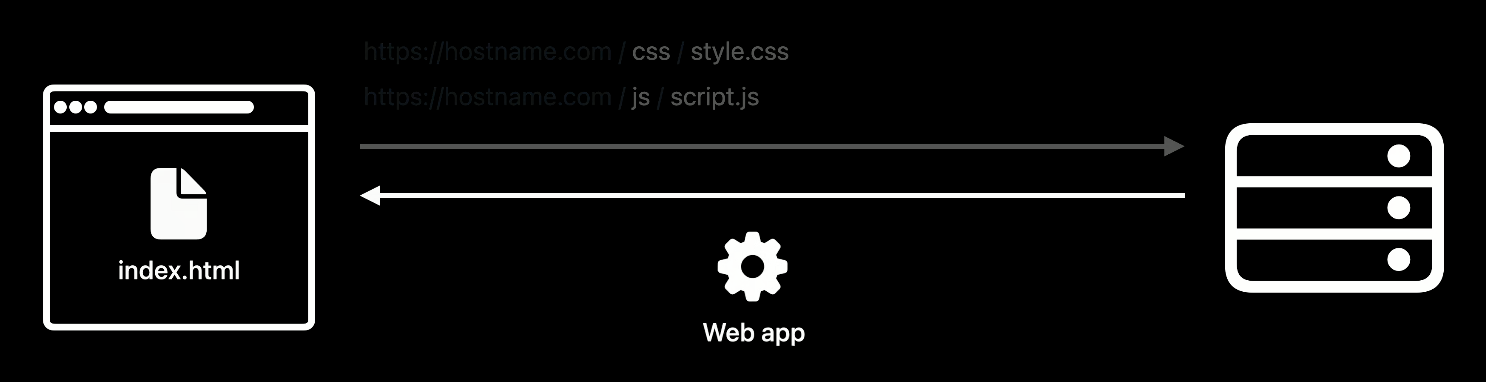 https://hostname.com / css / style.css
https://hostname.com / js / script.js
index.html
Web app